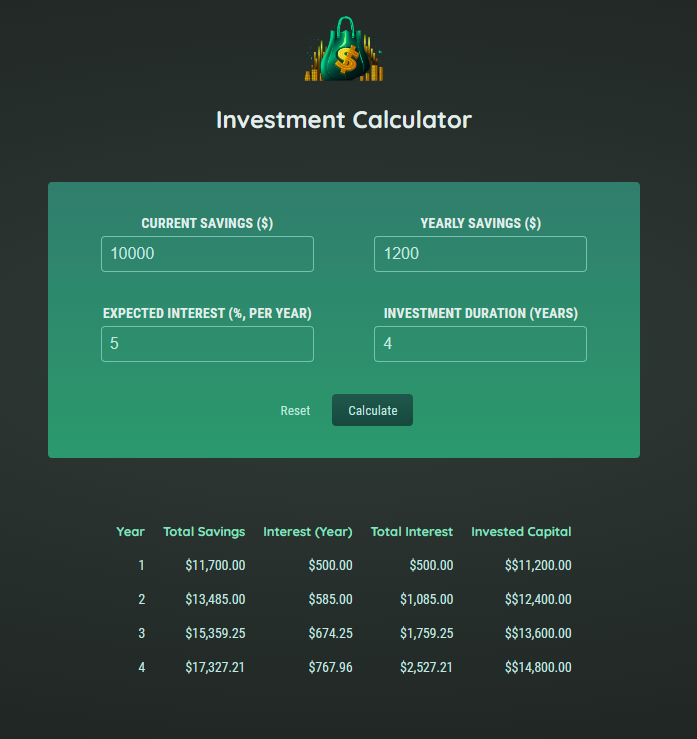 $
Investment Calculator
CURRENT SAVINGS ($) YEARLY SAVINGS ($)
10000 1200
EXPECTED INTEREST (%, PER YEAR) INVESTMENT DURATION (YEARS)
5 4
Reset Calculate
Year Total Savings Interest (Year) Total Interest Invested Capital
1 $11,700.00 $500.00 $500.00 $$11,200.00
2 $13,485.00 $585.00 $1,085.00 $$12,400.00
3 $15,359.25 $674.25 $1,759.25 $$13,600.00
4 $17,327.21 $767.96 $2,527.21 $$14,800.00